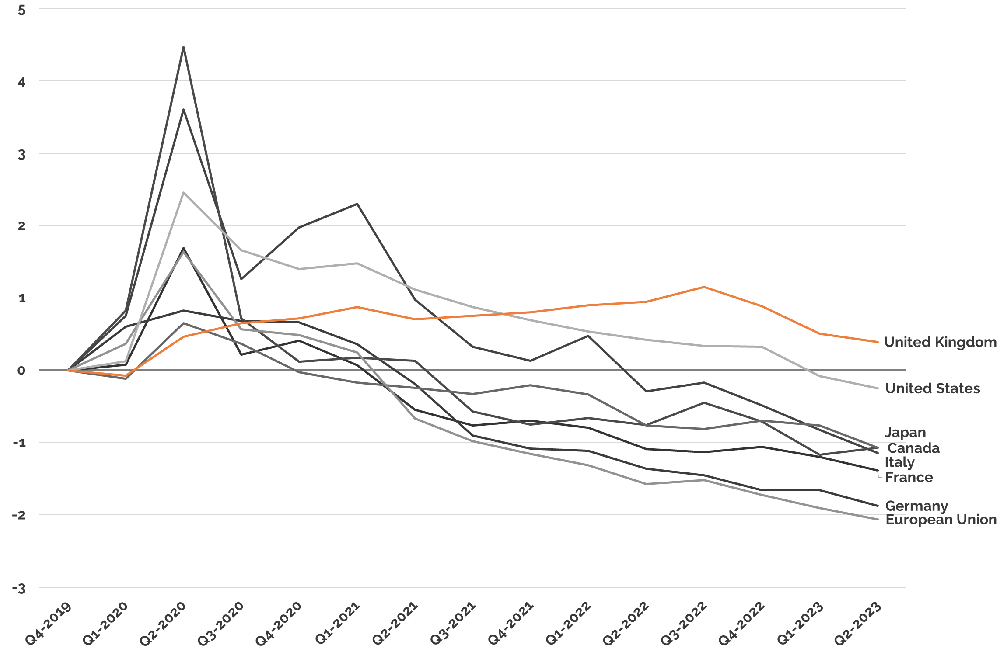 5
4
3
2
1
0
-1
-2
-3
United Kingdom
United States
Japan
Canada
Italy
France
Germany
European Union
Q4-2019
Q1-2020
Q2-2020
Q3-2020
Q4-2020
Q1-2021
Q2-2021
Q3-2021
Q4-2021
Q1-2022
Q2-2022
Q3-2022
Q4-2022
Q1-2023
Q2-2023